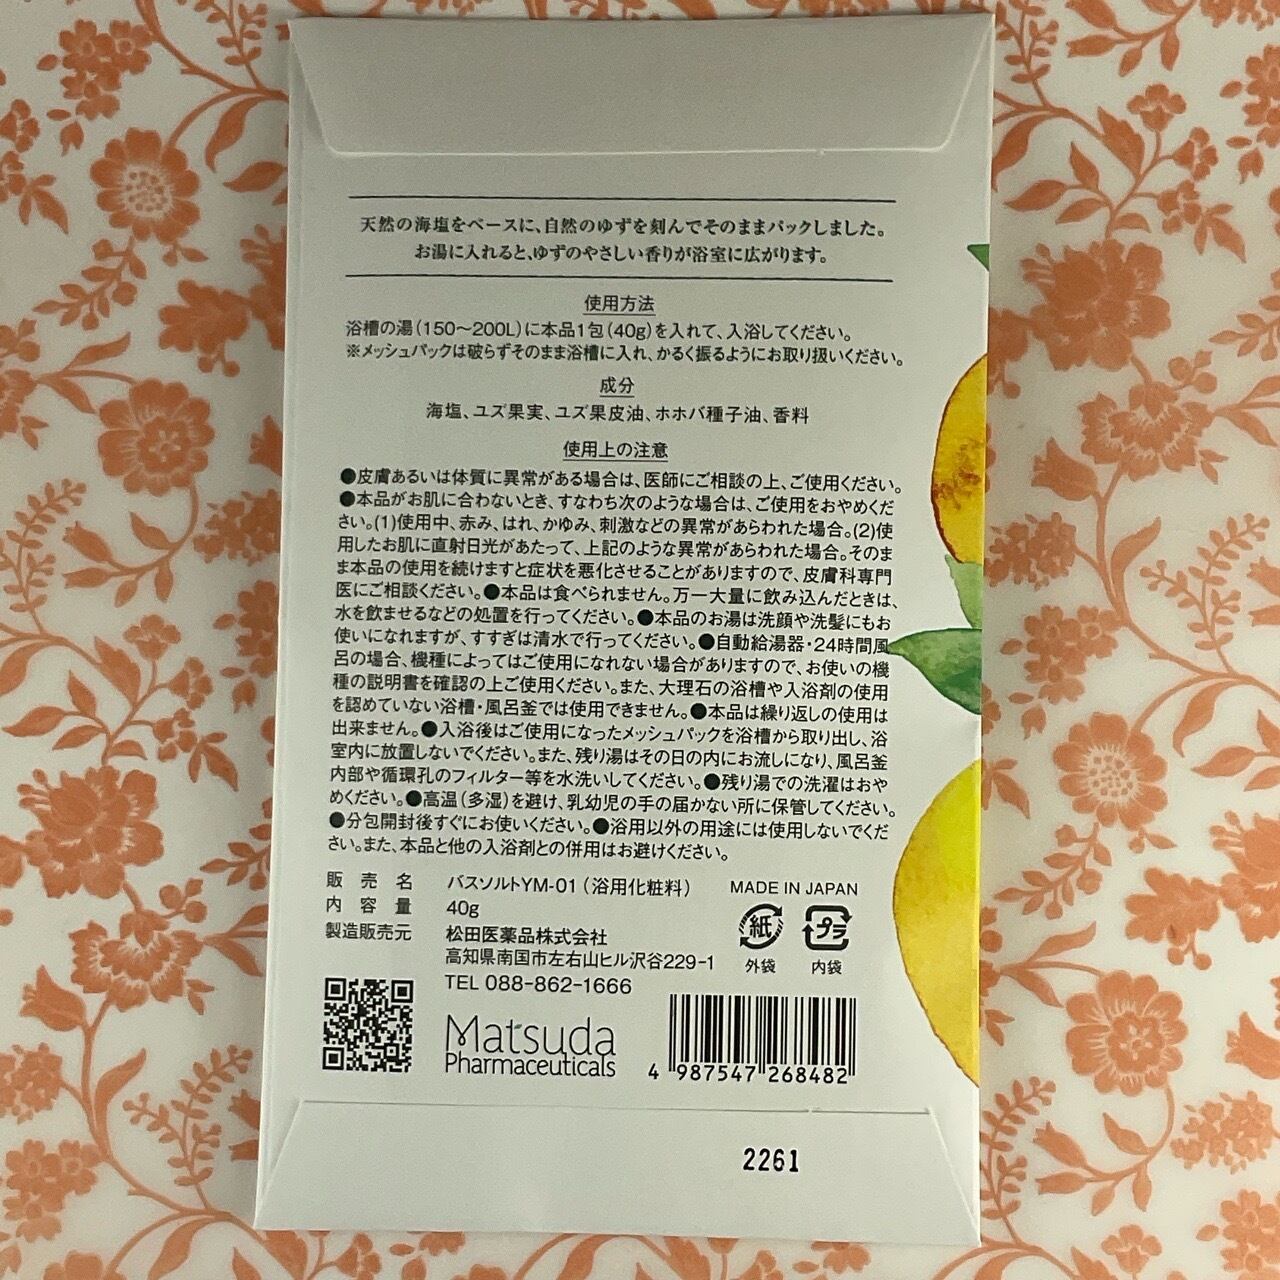 天然の海塩をベースに、自然のゆずを刻んでそのままパックしました。
お湯に入れると、ゆずのやさしい香りが浴室に広がります。
使用方法
浴槽の湯(150〜200L)に本品1包(40g)を入れて、入浴してください。
※メッシュパックは破らずそのまま浴槽に入れ、かるく振るようにお取り扱いください。
成分
海塩、ユズ果実、ユズ果皮油、ホホバ種子油、香料
使用上の注意
●皮膚あるいは体質に異常がある場合は、医師にご相談の上、ご使用ください。
●本品がお肌に合わないとき、すなわち次のような場合は、ご使用をおやめくだ
さい。(1)使用中、赤み、はれ、かゆみ、刺激などの異常があらわれた場合。(2)使
用したお肌に直射日光があたって、上記のような異常があらわれた場合。そのま
ま本品の使用を続けますと症状を悪化させることがありますので、皮膚科専門
医にご相談ください。●本品は食べられません。万一大量に飲み込んだときは、
水を飲ませるなどの処置を行ってください。●本品のお湯は洗顔や洗髪にもお
使いになれますが、すすぎは清水で行ってください。●自動給湯器・24時間風
呂の場合、機種によってはご使用になれない場合がありますので、お使いの機
種の説明書を確認の上ご使用ください。また、大理石の浴槽や入浴剤の使用
を認めていない浴槽・風呂釜では使用できません。●本品は繰り返しの使用は
出来ません。●入浴後はご使用になったメッシュパックを浴槽から取り出し、浴
室内に放置しないでください。また、残り湯はその日の内にお流しになり、風呂釜
内部や循環孔のフィルター等を水洗いしてください。●残り湯での洗濯はおや
めください。●高温(多湿)を避け、乳幼児の手の届かない所に保管してください。
●分包開封後すぐにお使いください。●浴用以外の用途には使用しないでくだ
さい。また、本品と他の入浴剤との併用はお避けください。
販売名 バスソルトYM-01(浴用化粧料)
内容量 40g
製造販売元 松田医薬品株式会社
高知県南国市左右山ヒル沢谷229-1
TEL 088-862-1666
MADE IN JAPAN
紙 プラ
外袋 内袋
Matsuda
Pharmaceuticals
4 987547 268482
2261